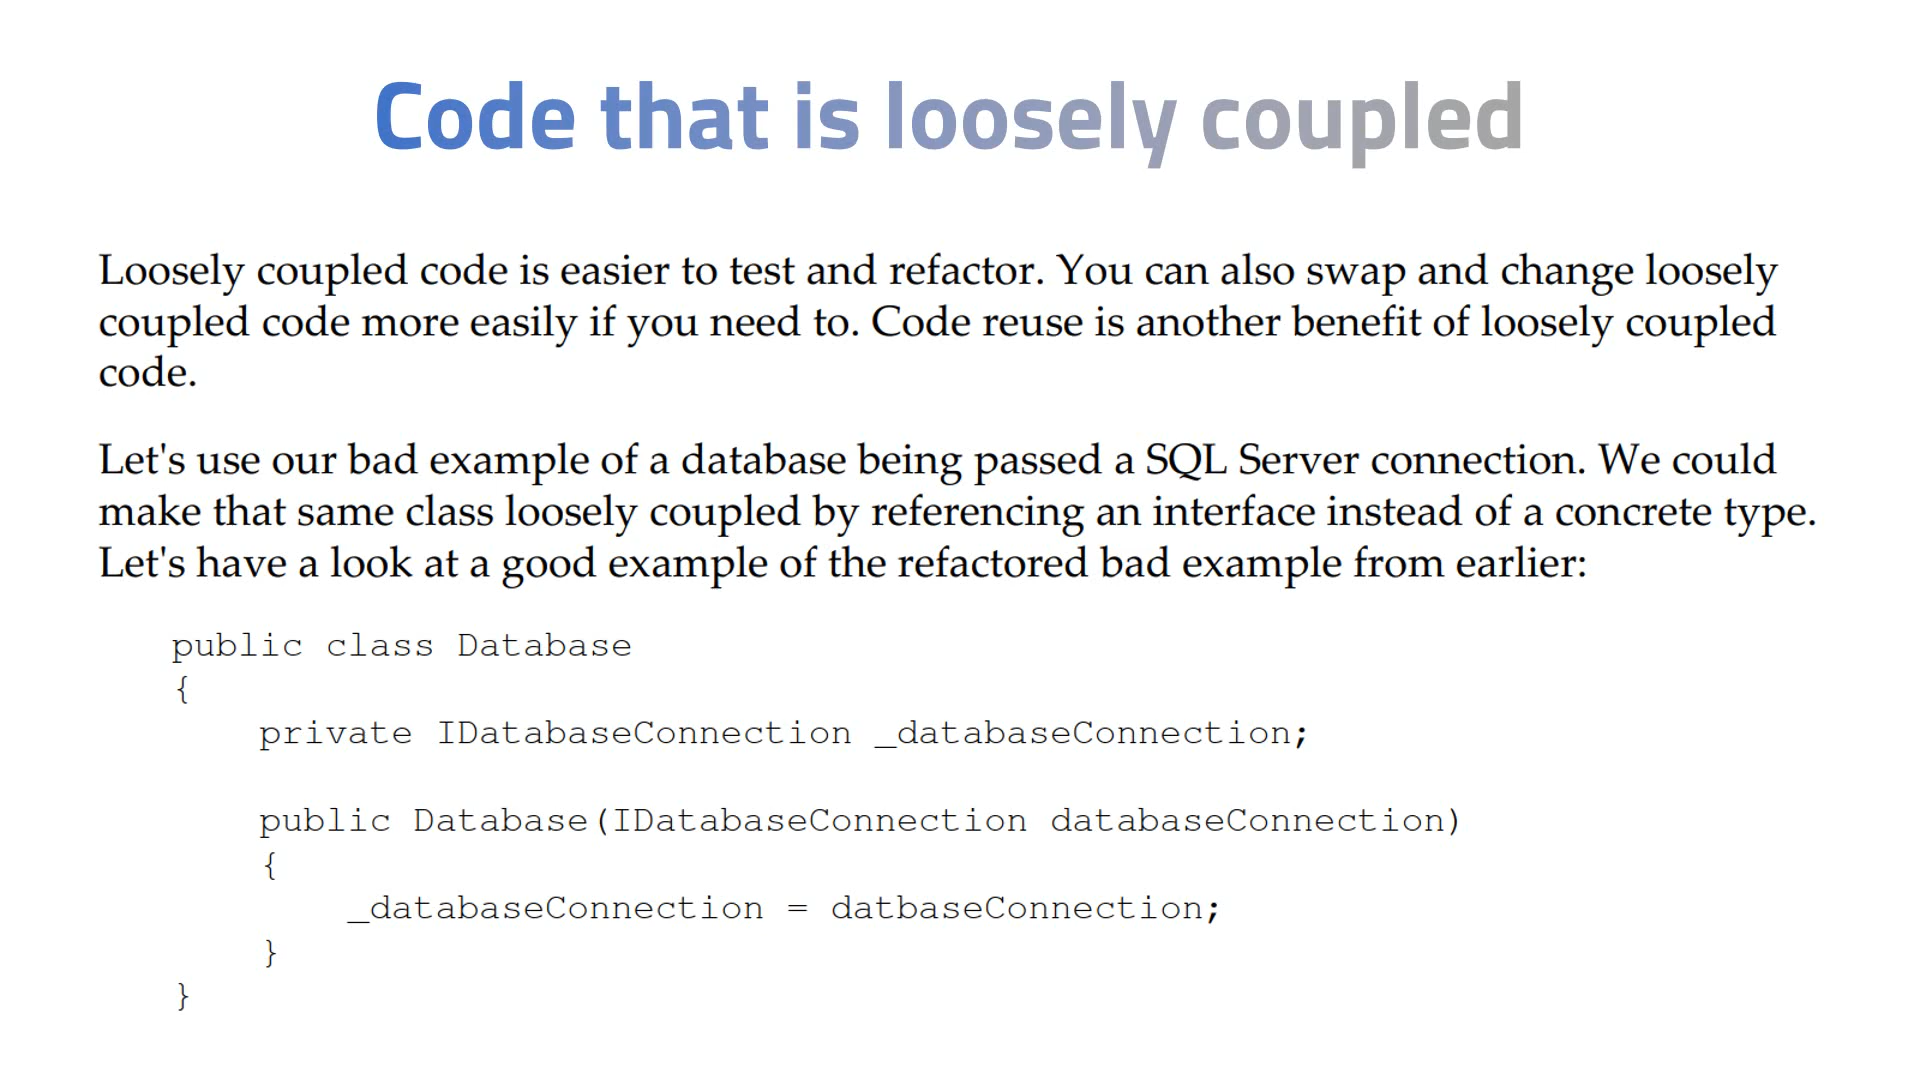 Code that is loosely coupled
Loosely coupled code is easier to test and refactor. You can also swap and change loosely
coupled code more easily if you need to. Code reuse is another benefit of loosely coupled
code.
Let's use our bad example of a database being passed a SQL Server connection. We could
make that same class loosely coupled by referencing an interface instead of a concrete type.
Let's have a look at a good example of the refactored bad example from earlier:
public class Database
{
    private IDatabaseConnection _databaseConnection;
    public Database(IDatabaseConnection databaseConnection)
    {
        _databaseConnection = datbaseConnection;
    }
}